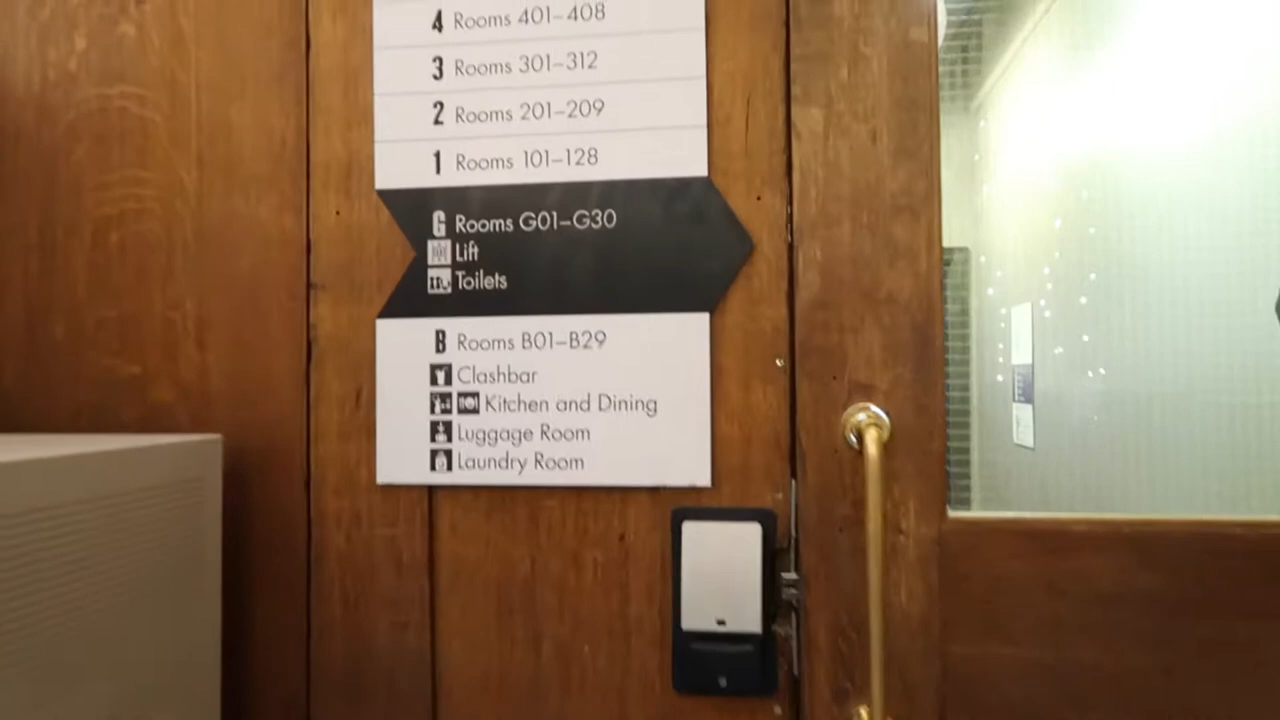 4 Rooms 401–408
3 Rooms 301–312
2 Rooms 201–209
1 Rooms 101–128
G Rooms G01–G30
Lift
Toilets
B Rooms B01–B29
Clashbar
Kitchen and Dining
Luggage Room
Laundry Room